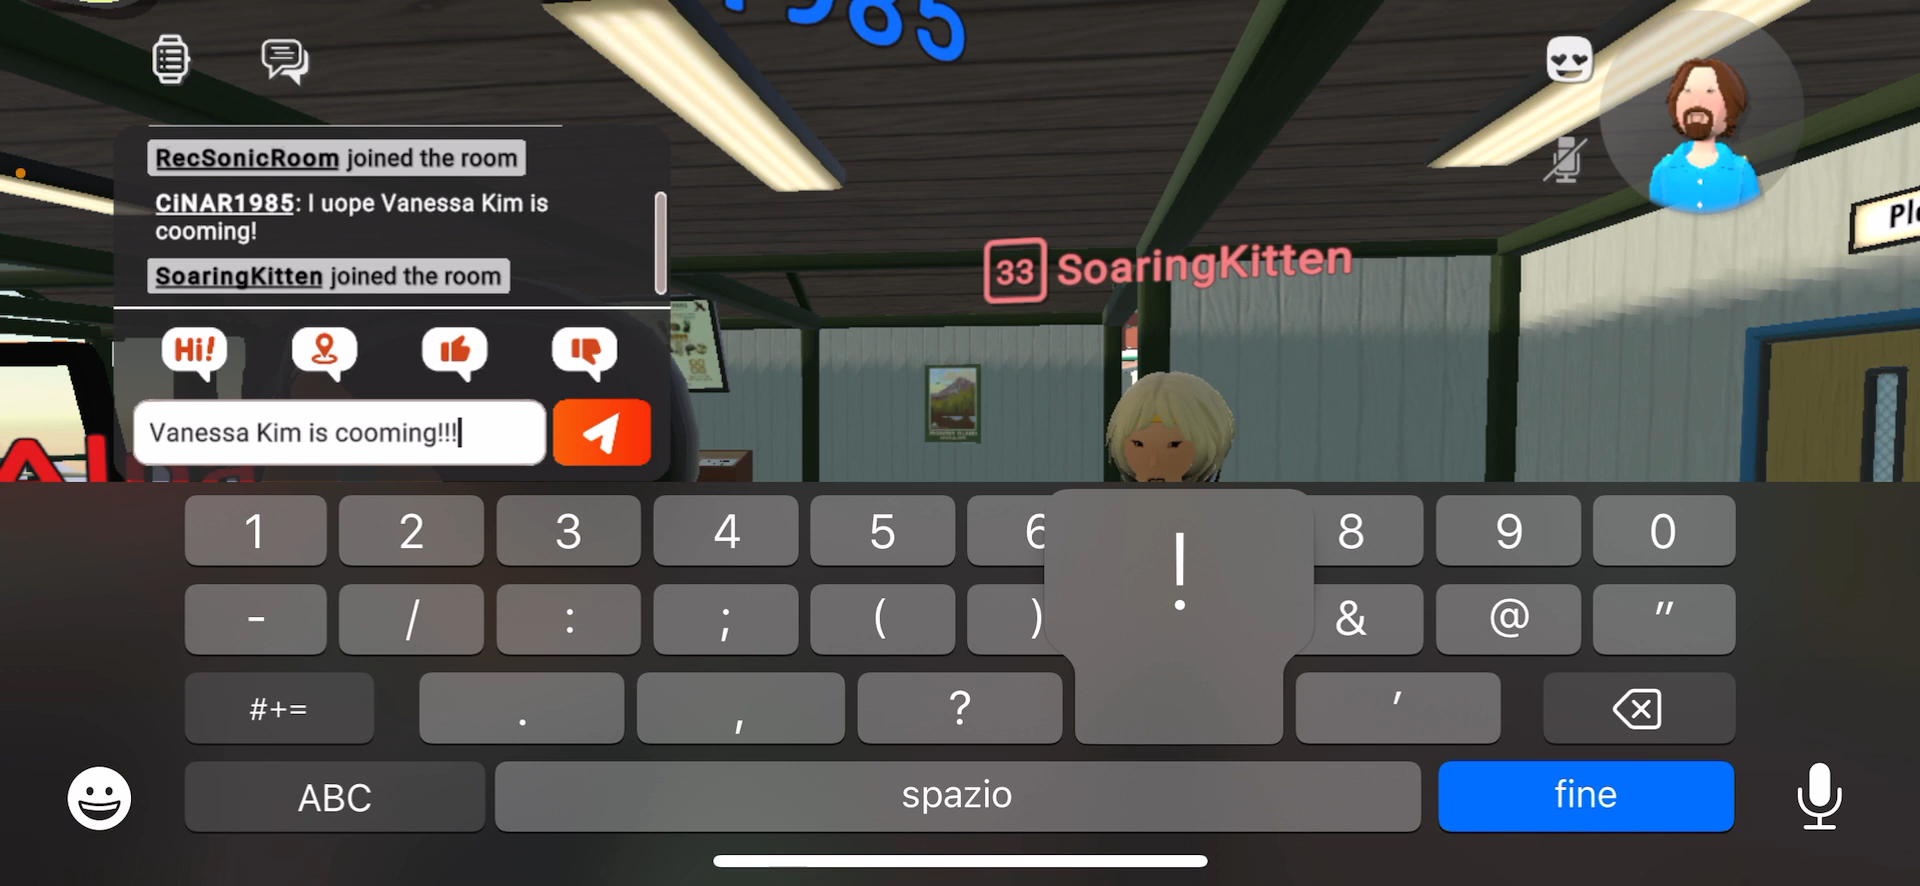 1985
RecSonicRoom joined the room
CiNAR1985: I uope Vanessa Kim is
cooming!
SoaringKitten joined the room
33 SoaringKitten
Hi!
Vanessa Kim is cooming!!!
1 2 3 4 5 6 8 9 0
- / : ; ( ) & @ "
#+= . , ? ! '
ABC spazio fine